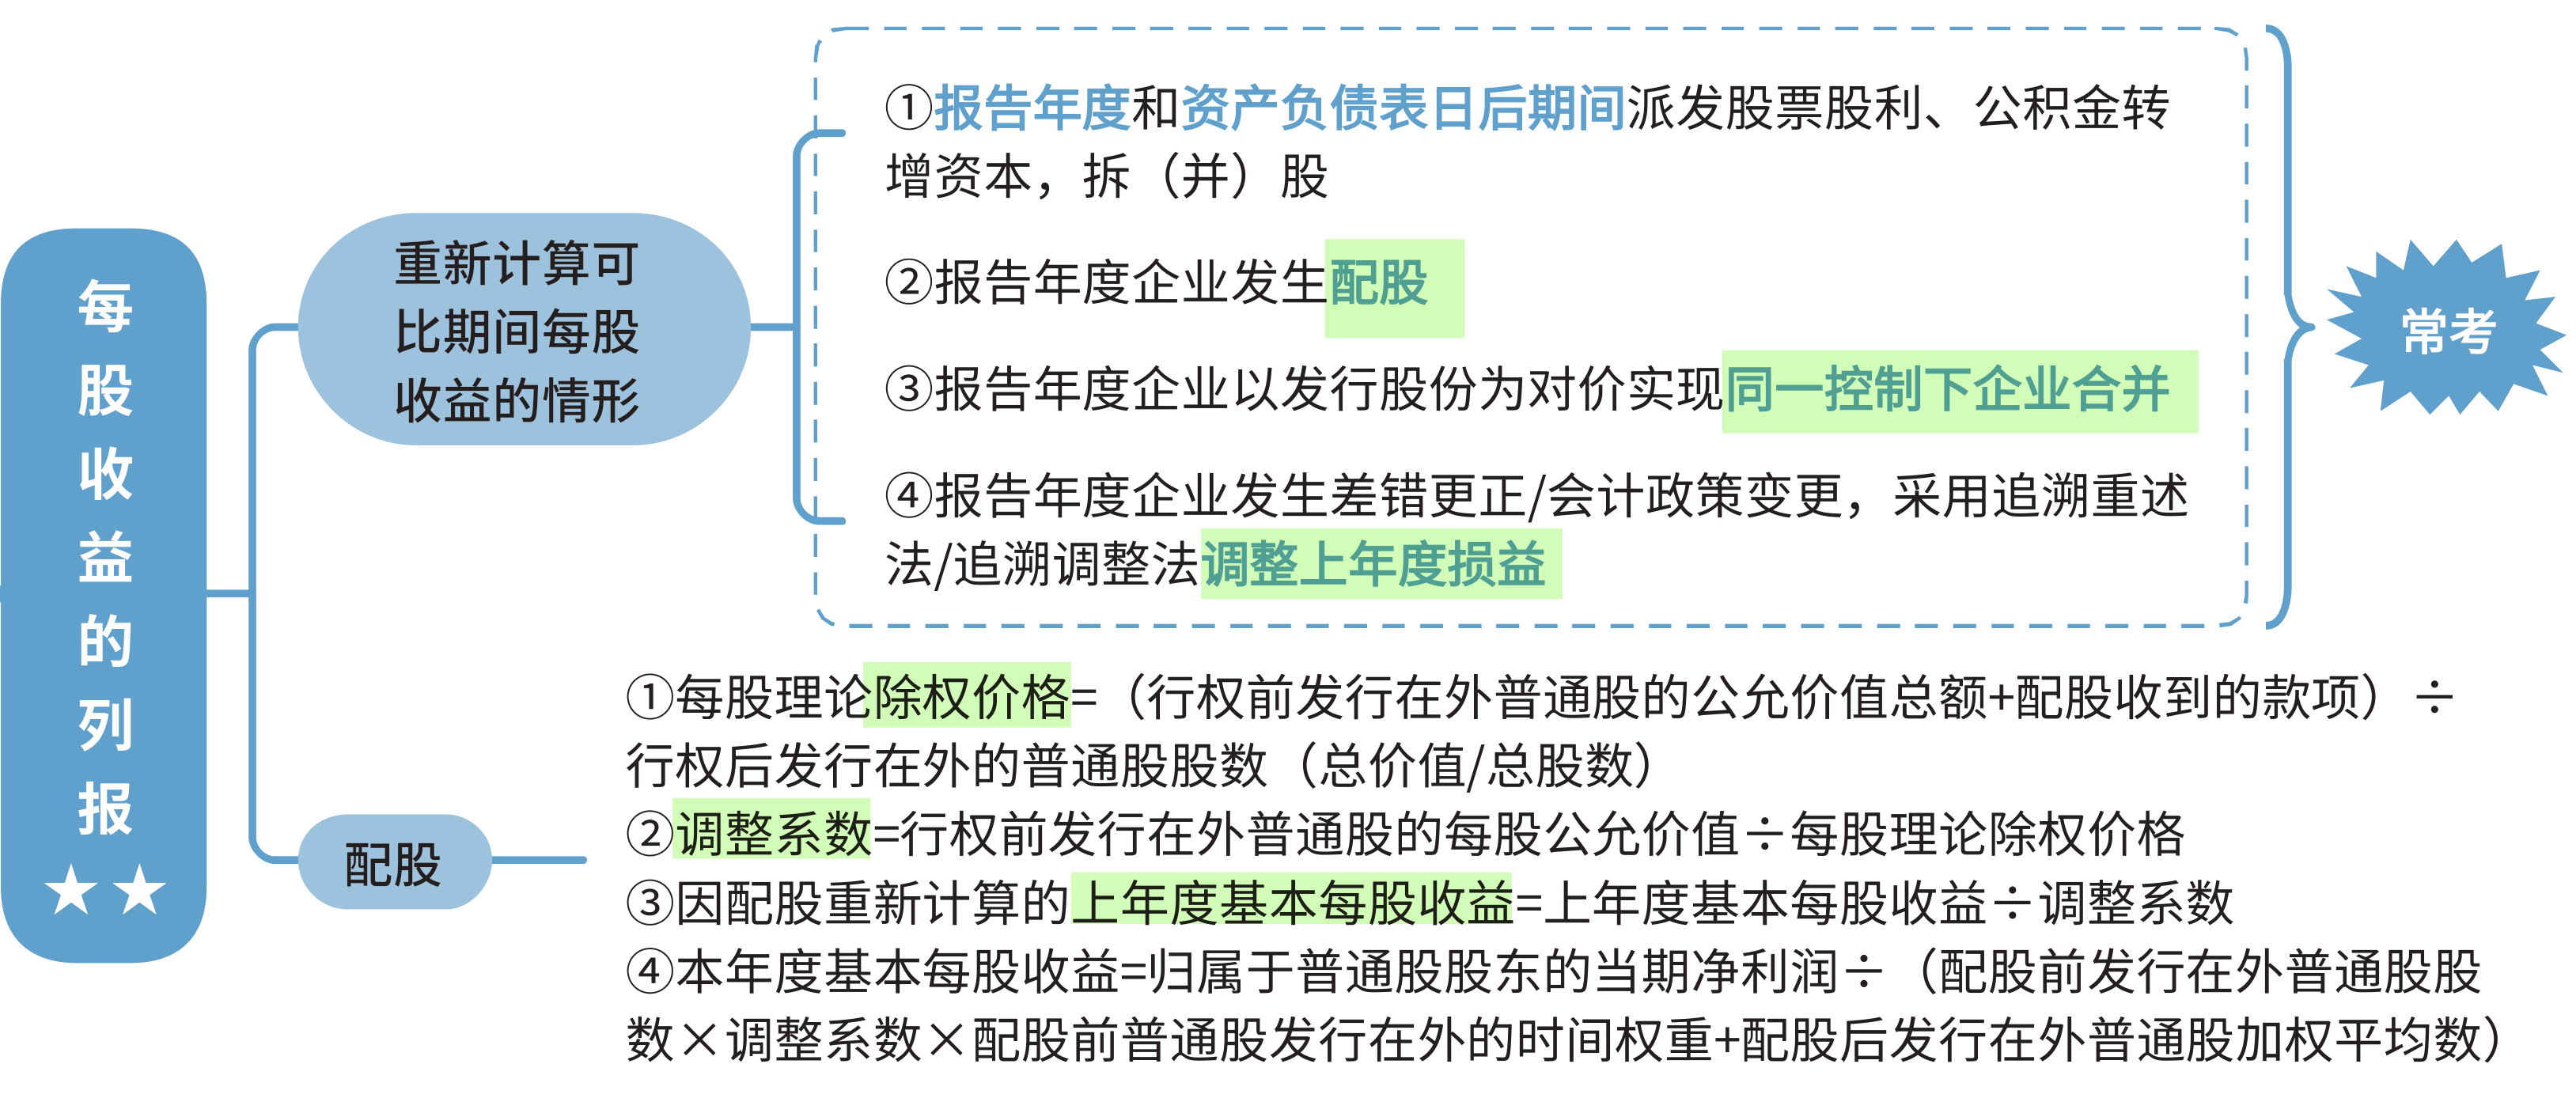 每股收益的列报
★★
重新计算可
比期间每股
收益的情形
①报告年度和资产负债表日后期间派发股票股利、公积金转
增资本，拆（并）股
②报告年度企业发生配股
③报告年度企业以发行股份为对价实现同一控制下企业合并
④报告年度企业发生差错更正/会计政策变更，采用追溯重述
法/追溯调整法调整上年度损益
常考
配股
①每股理论除权价格=（行权前发行在外普通股的公允价值总额+配股收到的款项）÷
行权后发行在外的普通股股数（总价值/总股数）
②调整系数=行权前发行在外普通股的每股公允价值÷每股理论除权价格
③因配股重新计算的上年度基本每股收益=上年度基本每股收益÷调整系数
④本年度基本每股收益=归属于普通股股东的当期净利润÷（配股前发行在外普通股股
数×调整系数×配股前普通股发行在外的时间权重+配股后发行在外普通股加权平均数）